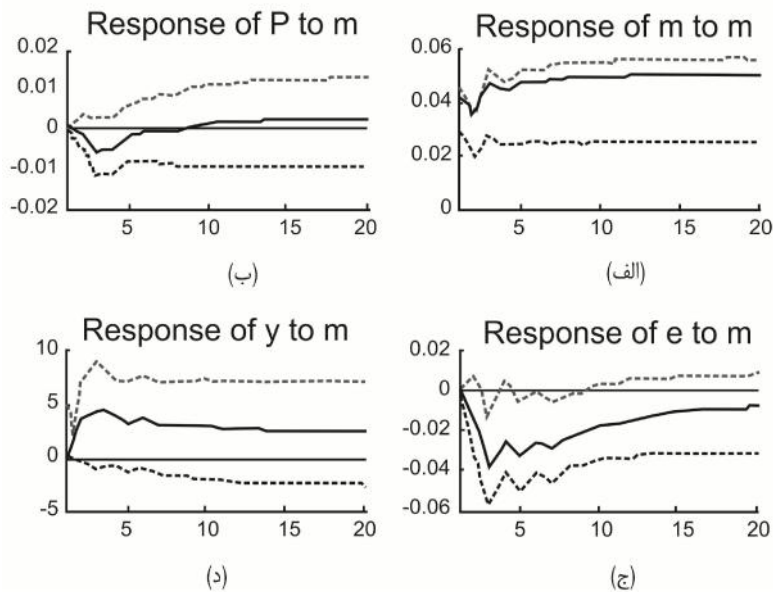 Response of P to m
0.02
0.01
0
-0.01
-0.02
5 10 15 20
(ب)
Response of m to m
0.06
0.04
0.02
0
5 10 15 20
(الف)
Response of y to m
10
5
0
-5
5 10 15 20
(د)
Response of e to m
0.02
0
-0.02
-0.04
0.06
5 10 15 20
(ج)